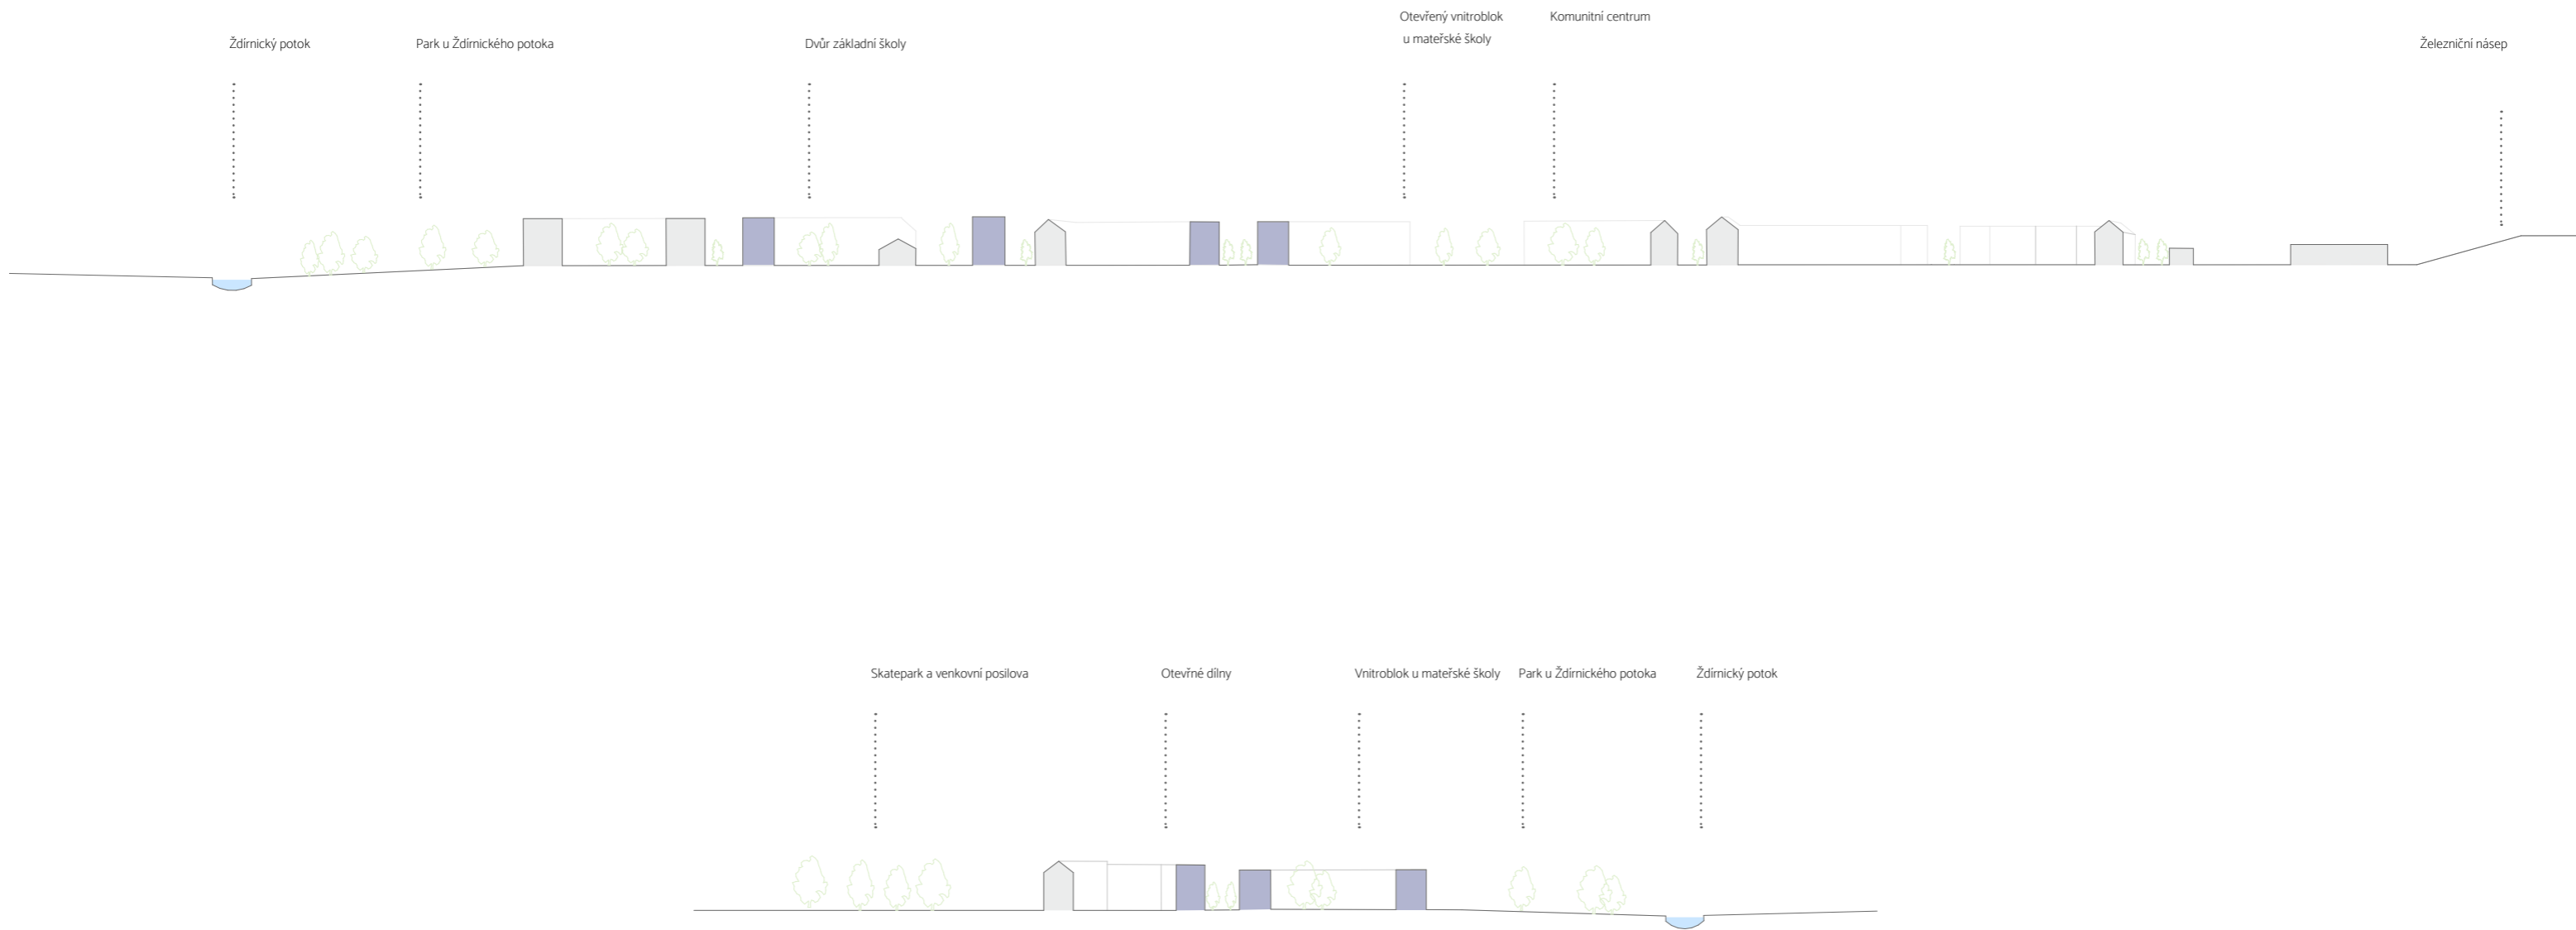 Ždírnický potok
Park u Ždírnického potoka
Dvůr základní školy
Otevřený vnitroblok
u mateřské školy
Komunitní centrum
Železniční násep
Skatepark a venkovní posilova
Otevřné dílny
Vnitroblok u mateřské školy
Park u Ždírnického potoka
Ždírnický potok